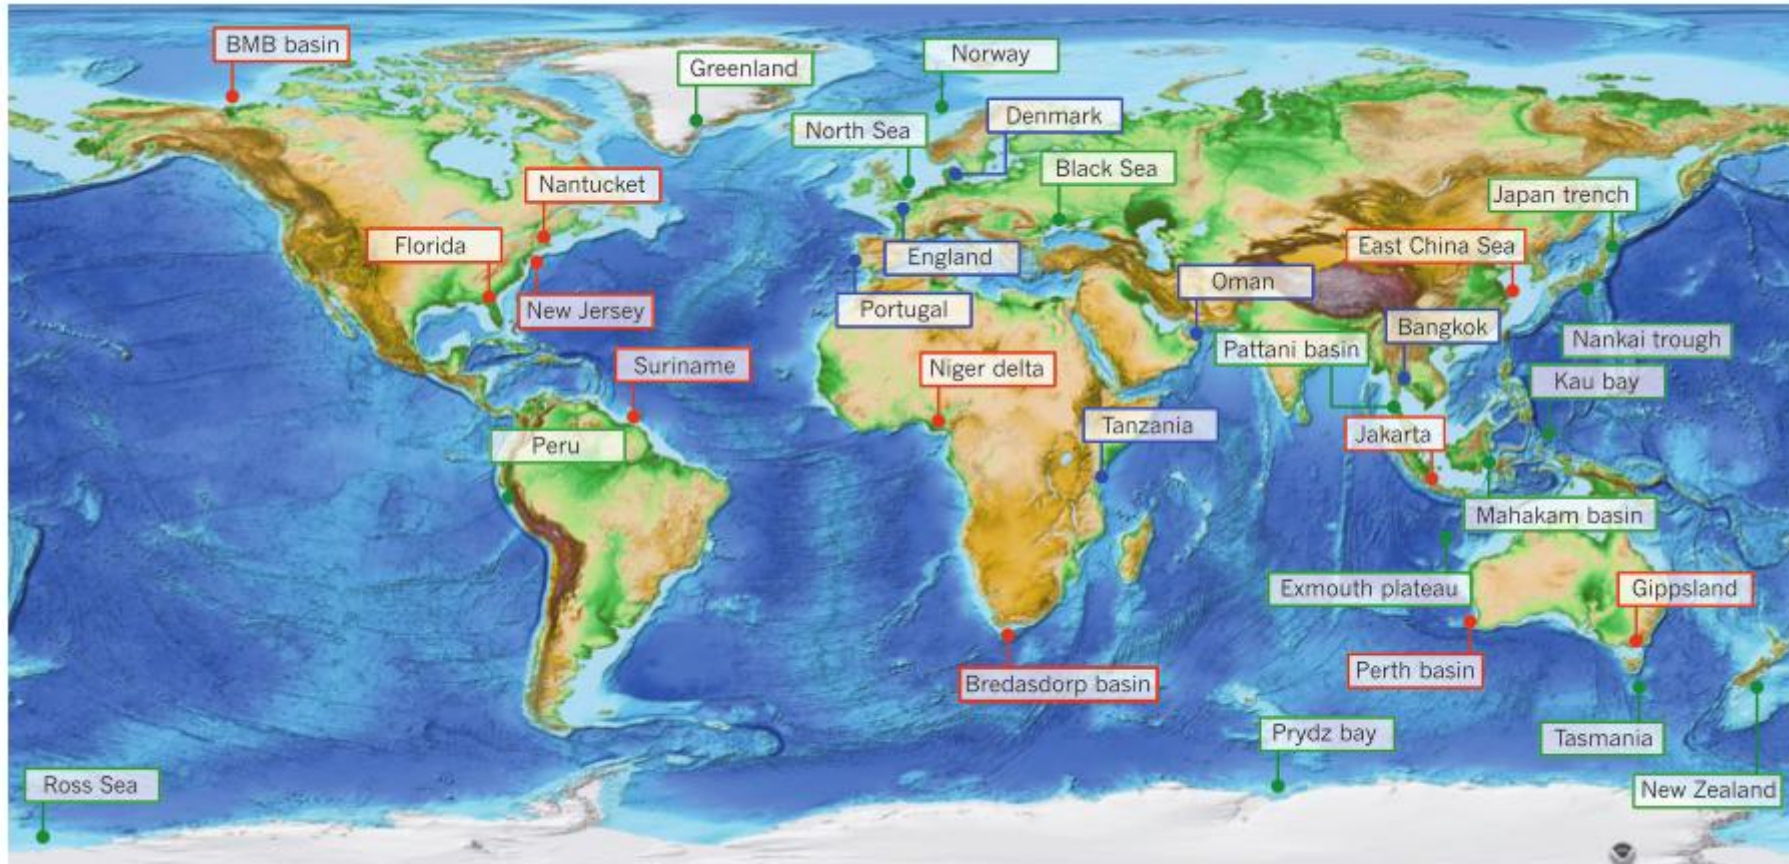 BMB basin
Norway
Greenland
Denmark
North Sea
Black Sea
Nantucket
Japan trench
Florida
East China Sea
England
Oman
Portugal
New Jersey
Bangkok
Nankai trough
Pattani basin
Suriname
Niger delta
Kau bay
Tanzania
Jakarta
Peru
Mahakam basin
Exmouth plateau
Gippsland
Perth basin
Bredasdorp basin
Prydz bay
Tasmania
Ross Sea
New Zealand